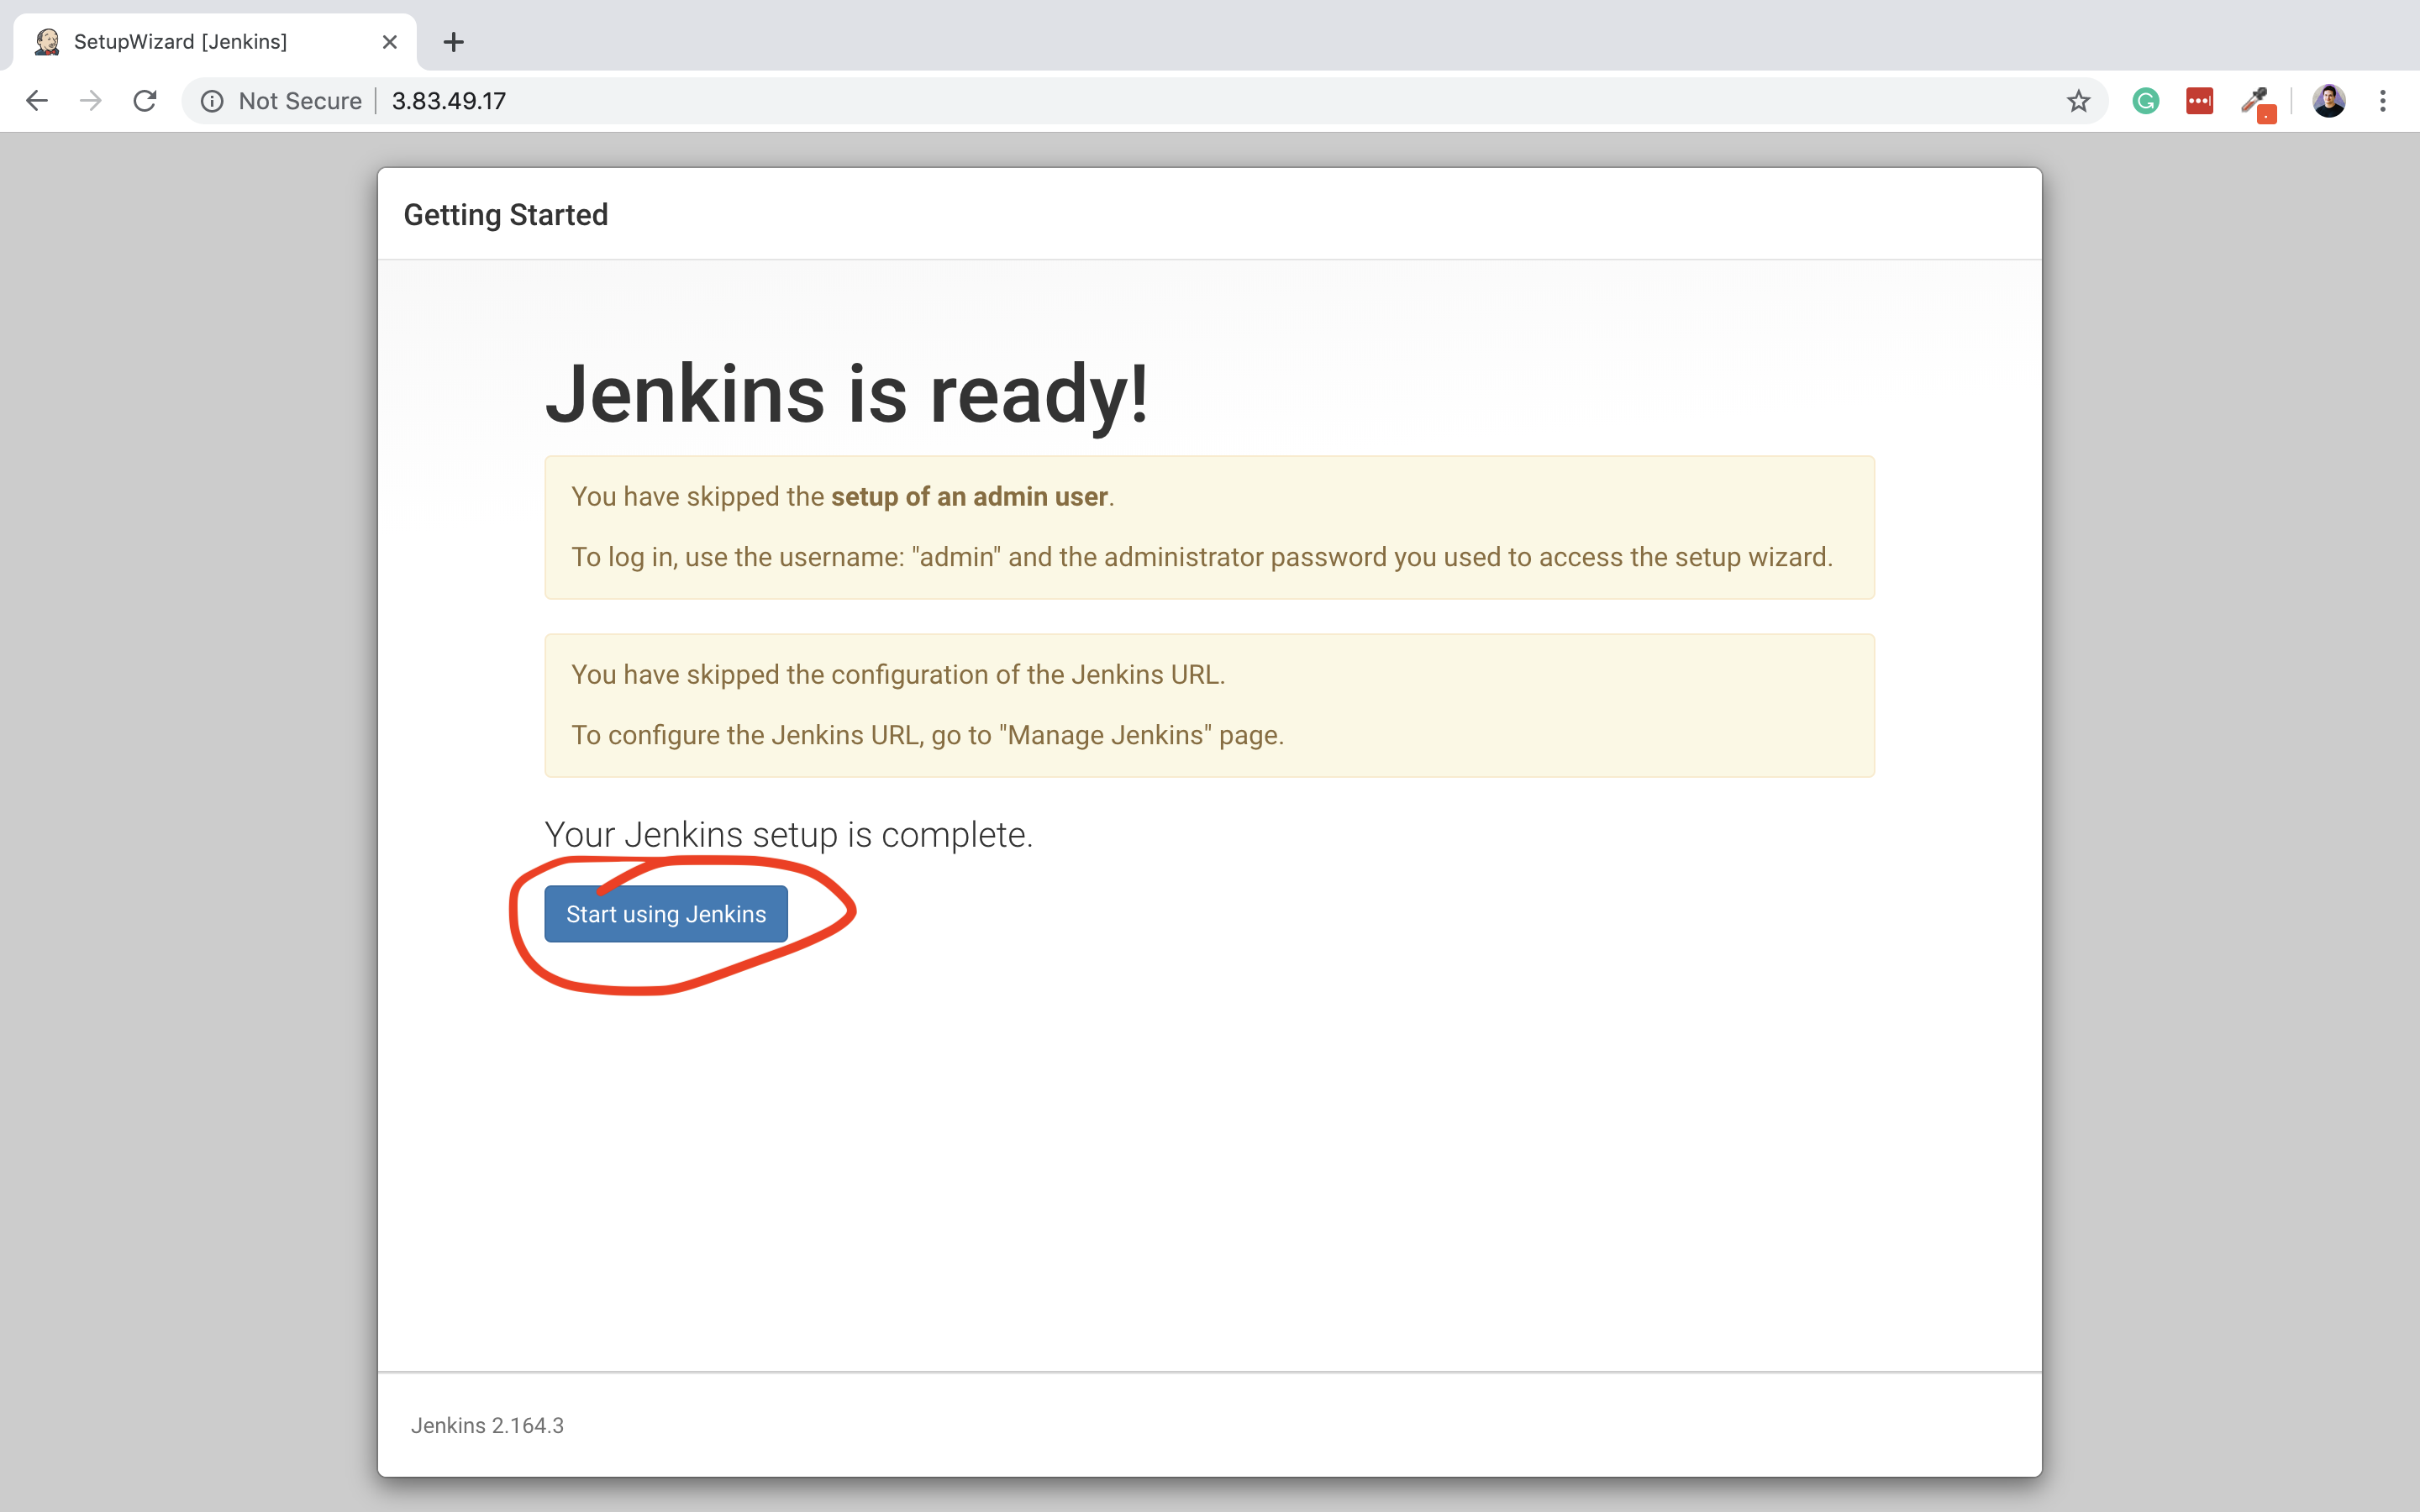 SetupWizard [Jenkins]
Not Secure | 3.83.49.17
Getting Started
Jenkins is ready!
You have skipped the setup of an admin user.
To log in, use the username: "admin" and the administrator password you used to access the setup wizard.
You have skipped the configuration of the Jenkins URL.
To configure the Jenkins URL, go to "Manage Jenkins" page.
Your Jenkins setup is complete.
Start using Jenkins
Jenkins 2.164.3